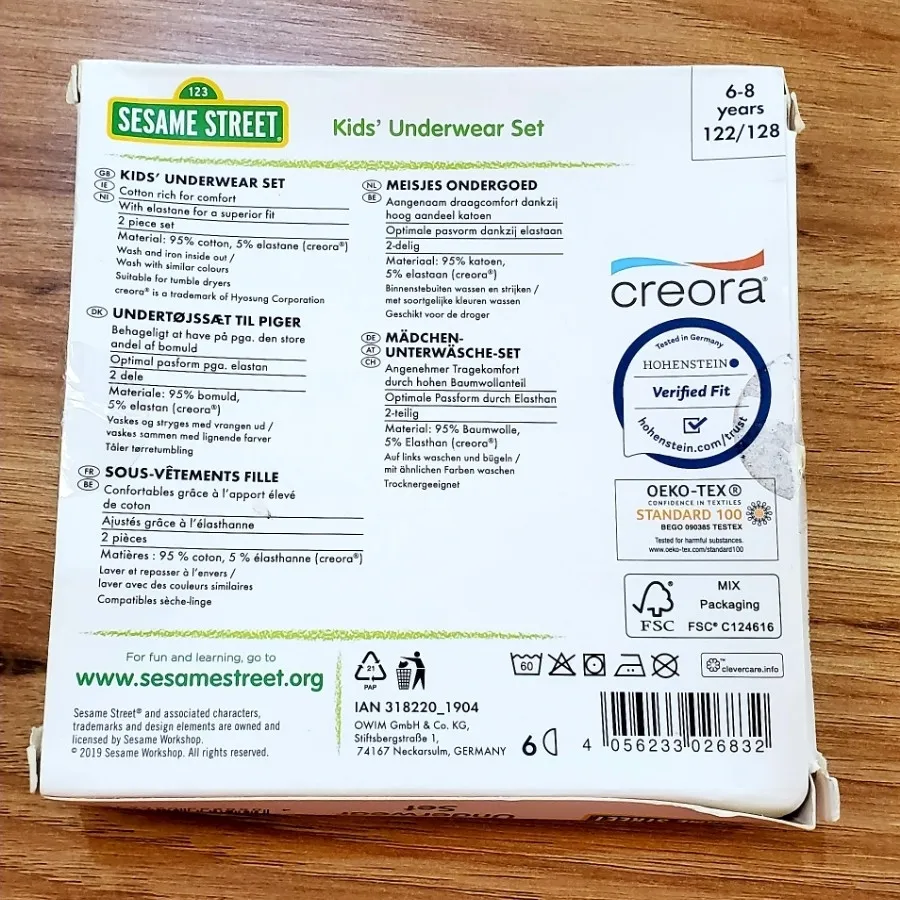 123
SESAME STREET
Kids' Underwear Set
6-8
years
122/128
GB
IE
NI
KIDS' UNDERWEAR SET
Cotton rich for comfort
With elastane for a superior fit
2 piece set
Material: 95% cotton, 5% elastane (creora®)
Wash and iron inside out /
Wash with similar colours
Suitable for tumble dryers
creora® is a trademark of Hyosung Corporation
DK
UNDERTØJSSÆT TIL PIGER
Behageligt at have på pga. den store
andel af bomuld
Optimal pasform pga. elastan
2 dele
Materiale: 95% bomuld,
5% elastan (creora®)
Vaskes og stryges med vrangen ud /
vaskes sammen med lignende farver
Tåler tørretumbling
FR
BE
SOUS-VÊTEMENTS FILLE
Confortables grâce à l'apport élevé
de coton
Ajustés grâce à l'élasthanne
2 pièces
Matières : 95 % coton, 5 % élasthanne (creora®)
Laver et repasser à l'envers /
laver avec des couleurs similaires
Compatibles sèche-linge
NL
BE
MEISJES ONDERGOED
Aangenaam draagcomfort dankzij
hoog aandeel katoen
Optimale pasvorm dankzij elastaan
2-delig
Materiaal: 95% katoen,
5% elastaan (creora®)
Binnenstebuiten wassen en strijken /
met soortgelijke kleuren wassen
Geschikt voor de droger
DE
AT
CH
MÄDCHEN-
UNTERWÄSCHE-SET
Angenehmer Tragekomfort
durch hohen Baumwollanteil
Optimale Passform durch Elasthan
2-teilig
Material: 95% Baumwolle,
5% Elasthan (creora®)
Auf links waschen und bügeln /
mit ähnlichen Farben waschen
Trocknergeeignet
creora®
Tested in Germany
HOHENSTEIN
Verified Fit
hohenstein.com/trust
OEKO-TEX®
CONFIDENCE IN TEXTILES
STANDARD 100
BEGO 090385 TESTEX
Tested for harmful substances.
www.oeko-tex.com/standard100
FSC®
FSC
MIX
Packaging
FSC® C124616
For fun and learning, go to
www.sesamestreet.org
Sesame Street® and associated characters,
trademarks and design elements are owned and
licensed by Sesame Workshop.
© 2019 Sesame Workshop. All rights reserved.
21
PAP
IAN 318220_1904
OWIM GmbH & Co. KG,
Stiftsbergstraße 1,
74167 Neckarsulm, GERMANY
60
clevercare.info
6
4 056233 026832
Underwear
Set